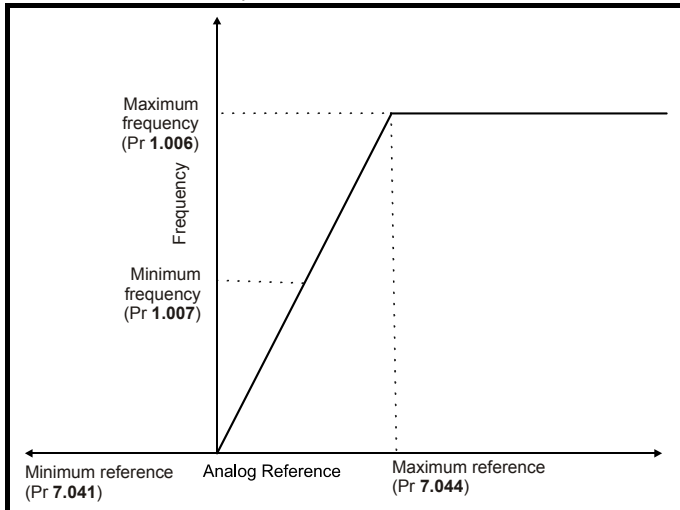 Maximum
frequency
(Pr 1.006)
Frequency
Minimum
frequency
(Pr 1.007)
Minimum reference
(Pr 7.041)
Analog Reference
Maximum reference
(Pr 7.044)